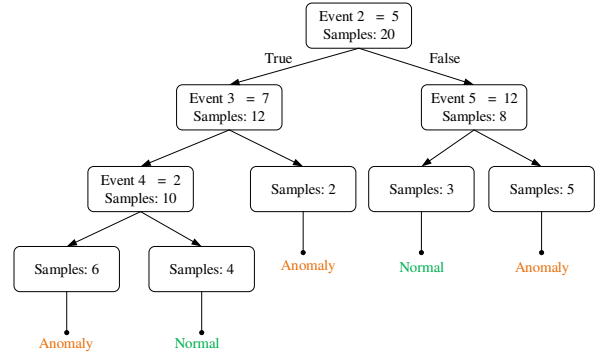 Event 2 = 5
Samples: 20
True
False
Event 3 = 7
Samples: 12
Event 5 = 12
Samples: 8
Event 4 = 2
Samples: 10
Samples: 2
Samples: 3
Samples: 5
Samples: 6
Samples: 4
Anomaly
Normal
Anomaly
Anomaly
Normal